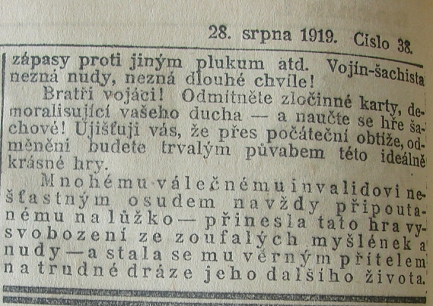 28. srpna 1919. Cislo 38.
zápasy proti jiným plukum atd. Vojín-šachista
nezná nudy, nezná dlouhé chvíle!
Bratři vojáci! Odmítněte zločinné karty, de-
moralisující vašeho ducha — a naučte se hře ša-
chové! Ujišťuji vás, že přes počáteční obtíže, od-
měněni budete trvalým půvabem této ideálně
krásné hry.
Mnohému válečnému invalidovi ne-
šťastným osudem navždy připouta-
nému na lůžko — přinesla tato hra vy-
svobození ze zoufalých myšlének a
nudy — a stala se mu věrným přítelem
na trudné dráze jeho dalšího života.